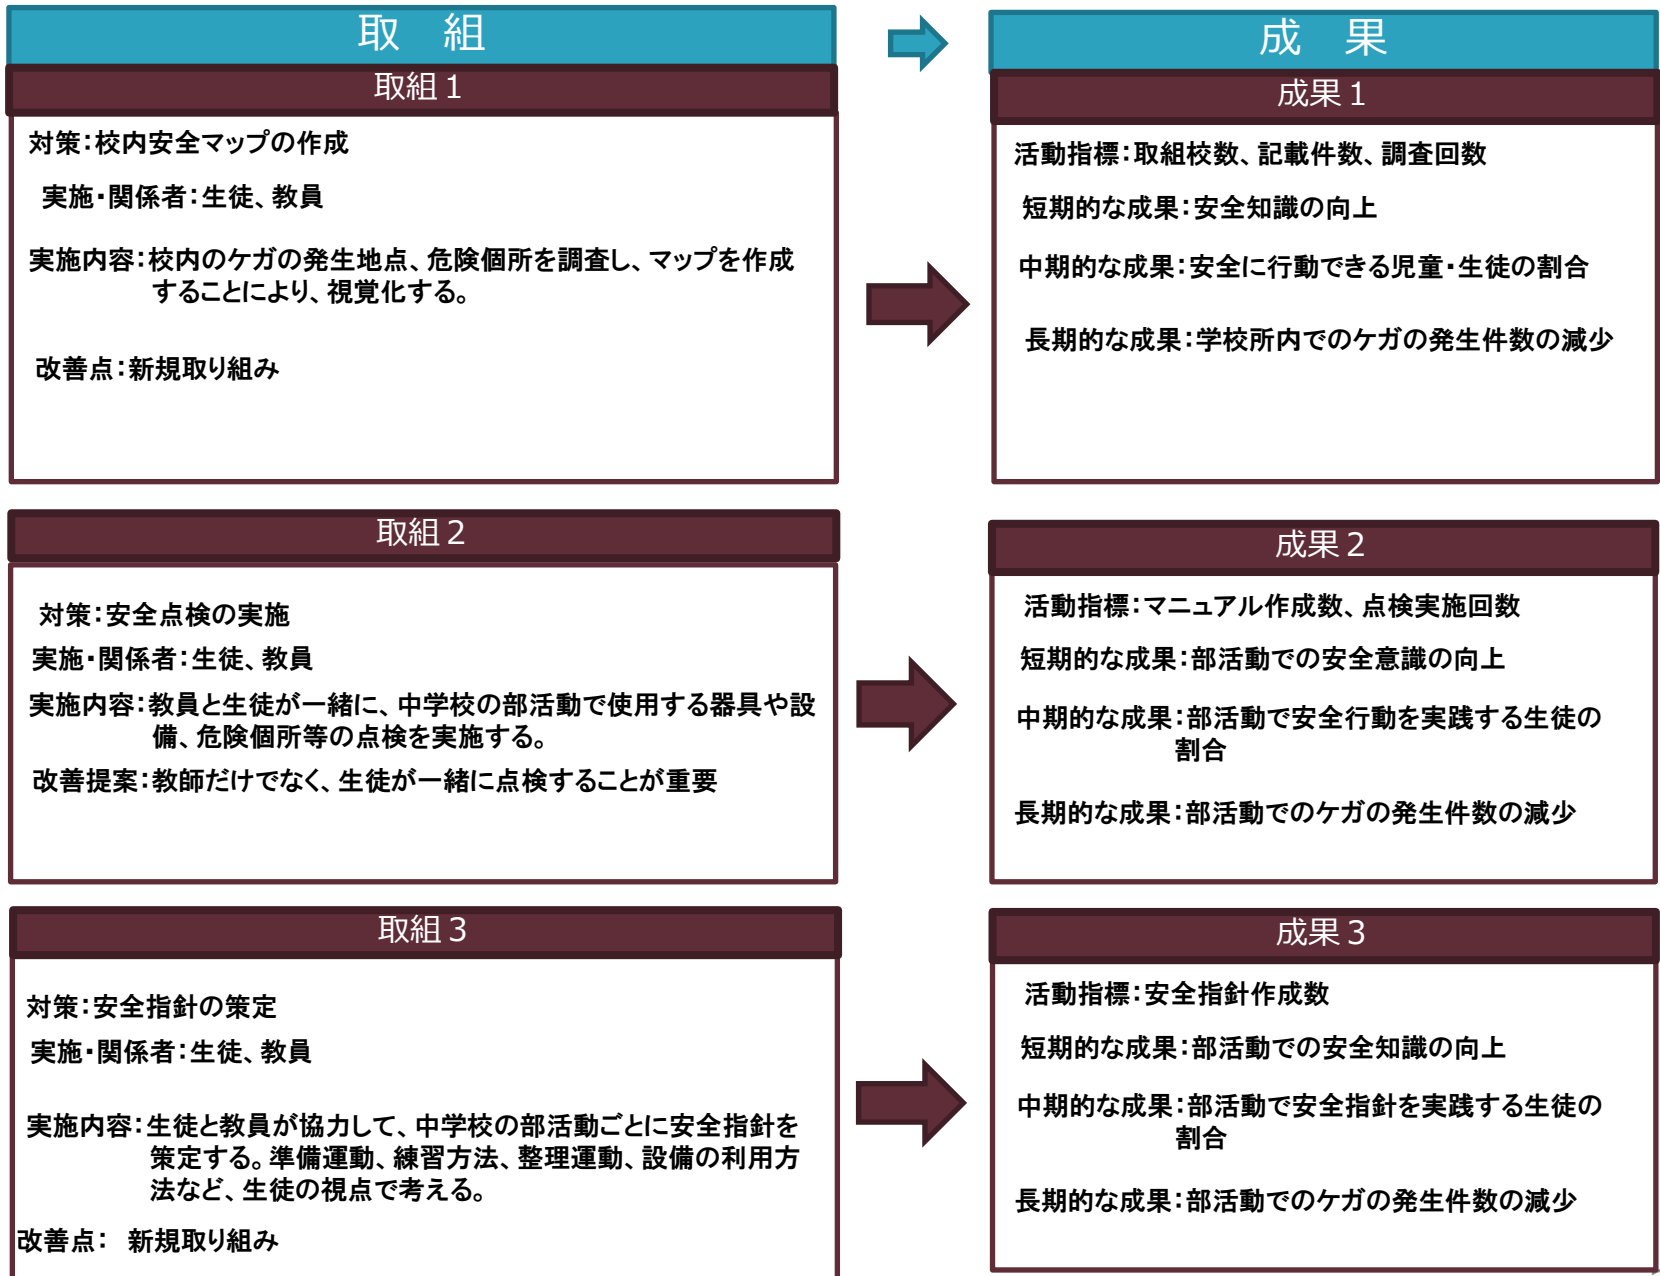 取　組
成　果
取組１
対策：校内安全マップの作成
実施・関係者：生徒、教員
実施内容：校内のケガの発生地点、危険個所を調査し、マップを作成
することにより、視覚化する。
改善点：新規取り組み
成果１
活動指標：取組校数、記載件数、調査回数
短期的な成果：安全知識の向上
中期的な成果：安全に行動できる児童・生徒の割合
長期的な成果：学校所内でのケガの発生件数の減少
取組２
対策：安全点検の実施
実施・関係者：生徒、教員
実施内容：教員と生徒が一緒に、中学校の部活動で使用する器具や設
備、危険個所等の点検を実施する。
改善提案：教師だけでなく、生徒が一緒に点検することが重要
成果２
活動指標：マニュアル作成数、点検実施回数
短期的な成果：部活動での安全意識の向上
中期的な成果：部活動で安全行動を実践する生徒の
割合
長期的な成果：部活動でのケガの発生件数の減少
取組３
対策：安全指針の策定
実施・関係者：生徒、教員
実施内容：生徒と教員が協力して、中学校の部活動ごとに安全指針を
策定する。準備運動、練習方法、整理運動、設備の利用方
法など、生徒の視点で考える。
改善点：　新規取り組み
成果３
活動指標：安全指針作成数
短期的な成果：部活動での安全知識の向上
中期的な成果：部活動で安全指針を実践する生徒の
割合
長期的な成果：部活動でのケガの発生件数の減少